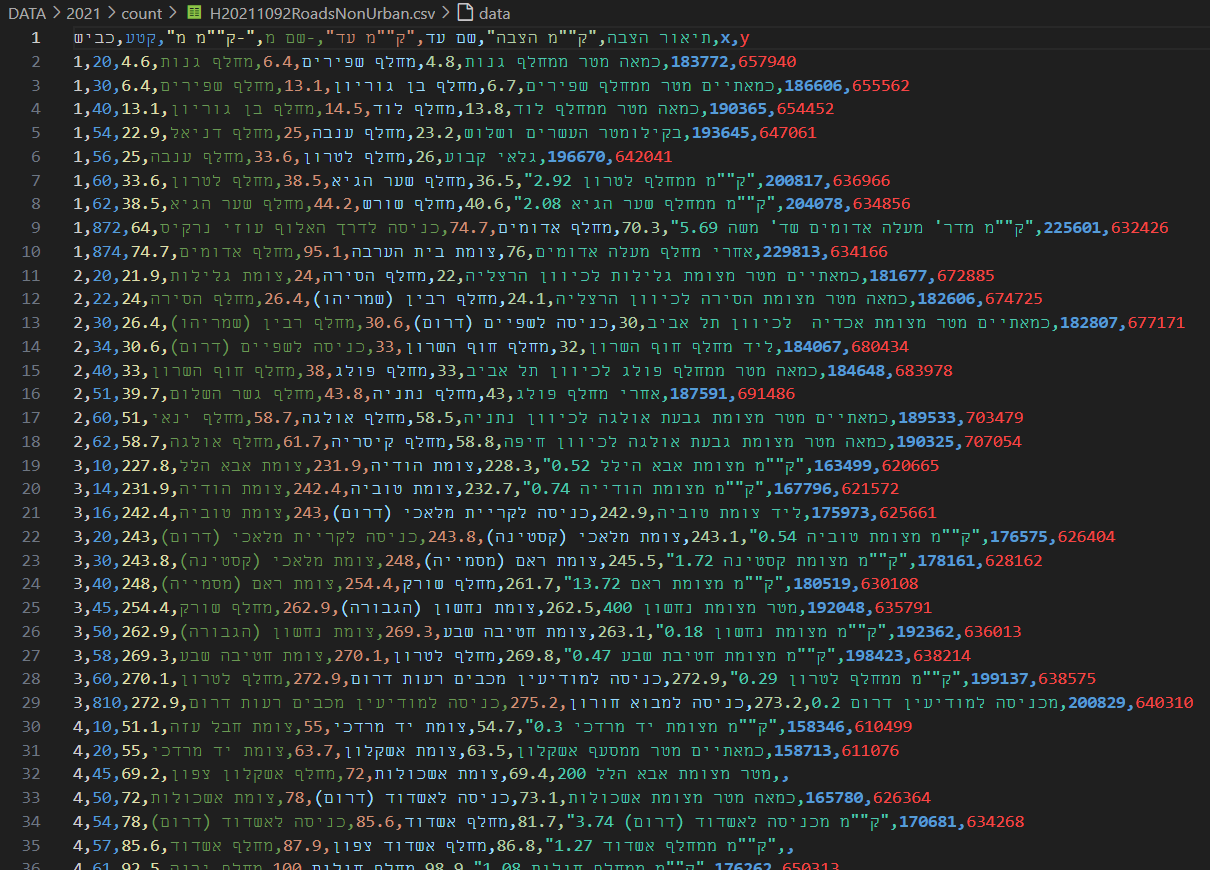 DATA > 2021 > count > H20211092RoadsNonUrban.csv > data
1 כביש,קטע,"ק""מ מ-",שם מ-,"ק""מ עד",שם עד,"ק""מ הצבה",תיאור הצבה,x,y
2 1,20,4.6,מחלף גנות,6.4,מחלף שפירים,4.8,כמאה מטר ממחלף גנות,183772,657940
3 1,30,6.4,מחלף שפירים,13.1,מחלף בן גוריון,6.7,כמאתיים מטר ממחלף שפירים,186606,655562
4 1,40,13.1,מחלף בן גוריון,14.5,מחלף לוד,13.8,כמאה מטר ממחלף לוד,190365,654452
5 1,54,22.9,מחלף דניאל,25,מחלף ענבה,23.2,בקילומטר העשרים ושלוש,193645,647061
6 1,56,25,מחלף ענבה,33.6,מחלף לטרון,26,גלאי קבוע,196670,642041
7 1,60,33.6,מחלף לטרון,38.5,מחלף שער הגיא,36.5,"2.92 ק""מ ממחלף לטרון",200817,636966
8 1,62,38.5,מחלף שער הגיא,44.2,מחלף שורש,40.6,"2.08 ק""מ ממחלף שער הגיא",204078,634856
9 1,872,64,כניסה לדרך האלוף עוזי נרקיס,74.7,מחלף אדומים,70.3,"5.69 ק""מ מדר' מעלה אדומים שד' משה",225601,632426
10 1,874,74.7,מחלף אדומים,95.1,צומת בית הערבה,76,אחרי מחלף מעלה אדומים,229813,634166
11 2,20,21.9,צומת גלילות,24,מחלף הסירה,22,כמאתיים מטר מצומת גלילות לכיוון הרצליה,181677,672885
12 2,22,24,מחלף הסירה,26.4,מחלף רבין (שמריהו),24.1,כמאה מטר מצומת הסירה לכיוון הרצליה,182606,674725
13 2,30,26.4,מחלף רבין (שמריהו),30.6,כניסה לשפיים (דרום),30,כמאתיים מטר מצומת אכדיה  לכיוון תל אביב,182807,677171
14 2,34,30.6,כניסה לשפיים (דרום),33,מחלף חוף השרון,32,ליד מחלף חוף השרון,184067,680434
15 2,40,33,מחלף חוף השרון,38,מחלף פולג,33,כמאה מטר ממחלף פולג לכיוון תל אביב,184648,683978
16 2,51,39.7,מחלף גשר השלום,43.8,מחלף נתניה,43,אחרי מחלף פולג,187591,691486
17 2,60,51,מחלף ינאי,58.7,מחלף אולגה,58.5,כמאתיים מטר מצומת גבעת אולגה לכיוון נתניה,189533,703479
18 2,62,58.7,מחלף אולגה,61.7,מחלף קיסריה,58.8,כמאה מטר מצומת גבעת אולגה לכיוון חיפה,190325,707054
19 3,10,227.8,צומת אבא הלל,231.9,צומת הודיה,228.3,"0.52 ק""מ מצומת אבא הילל",163499,620665
20 3,14,231.9,צומת הודיה,242.4,צומת טוביה,232.7,"0.74 ק""מ מצומת הודייה",167796,621572
21 3,16,242.4,צומת טוביה,243,כניסה לקריית מלאכי (דרום),242.9,ליד צומת טוביה,175973,625661
22 3,20,243,כניסה לקריית מלאכי (דרום),243.8,צומת מלאכי (קסטינה),243.1,"0.54 ק""מ מצומת טוביה",176575,626404
23 3,30,243.8,צומת מלאכי (קסטינה),248,צומת ראם (מסמייה),245.5,"1.72 ק""מ מצומת קסטינה",178161,628162
24 3,40,248,צומת ראם (מסמייה),254.4,מחלף שורק,261.7,"13.72 ק""מ מצומת ראם",180519,630108
25 3,45,254.4,מחלף שורק,262.9,צומת נחשון (הגבורה),262.5,400 מטר מצומת נחשון,192048,635791
26 3,50,262.9,צומת נחשון (הגבורה),269.3,צומת חטיבה שבע,263.1,"0.18 ק""מ מצומת נחשון",192362,636013
27 3,58,269.3,צומת חטיבה שבע,270.1,מחלף לטרון,269.8,"0.47 ק""מ מצומת חטיבת שבע",198423,638214
28 3,60,270.1,מחלף לטרון,272.9,כניסה למודיעין מכבים רעות דרום,272.9,"0.29 ק""מ ממחלף לטרון",199137,638575
29 3,810,272.9,כניסה למודיעין מכבים רעות דרום,275.2,כניסה למבוא חורון,273.2,0.2 מכניסה למודיעין דרום,200829,640310
30 4,10,51.1,צומת חבל עזה,55,צומת יד מרדכי,54.7,"0.3 ק""מ מצומת יד מרדכי",158346,610499
31 4,20,55,צומת יד מרדכי,63.7,צומת אשקלון,63.5,כמאתיים מטר ממסעף אשקלון,158713,611076
32 4,45,69.2,מחלף אשקלון צפון,72,צומת אשכולות,69.4,200 מטר מצומת אבא הלל,,
33 4,50,72,צומת אשכולות,78,כניסה לאשדוד (דרום),73.1,כמאה מטר מצומת אשכולות,165780,626364
34 4,54,78,כניסה לאשדוד (דרום),85.6,מחלף אשדוד,81.7,"3.74 ק""מ מכניסה לאשדוד (דרום)",170681,634268
35 4,57,85.6,מחלף אשדוד,87.9,מחלף אשדוד צפון,86.8,"1.27 ק""מ ממחלף אשדוד",,
36 4,61,92.5,מחלף יבנה,100,מחלף חולות,98.9,"1.08 ק""מ ממחלף חולות",176262,650313